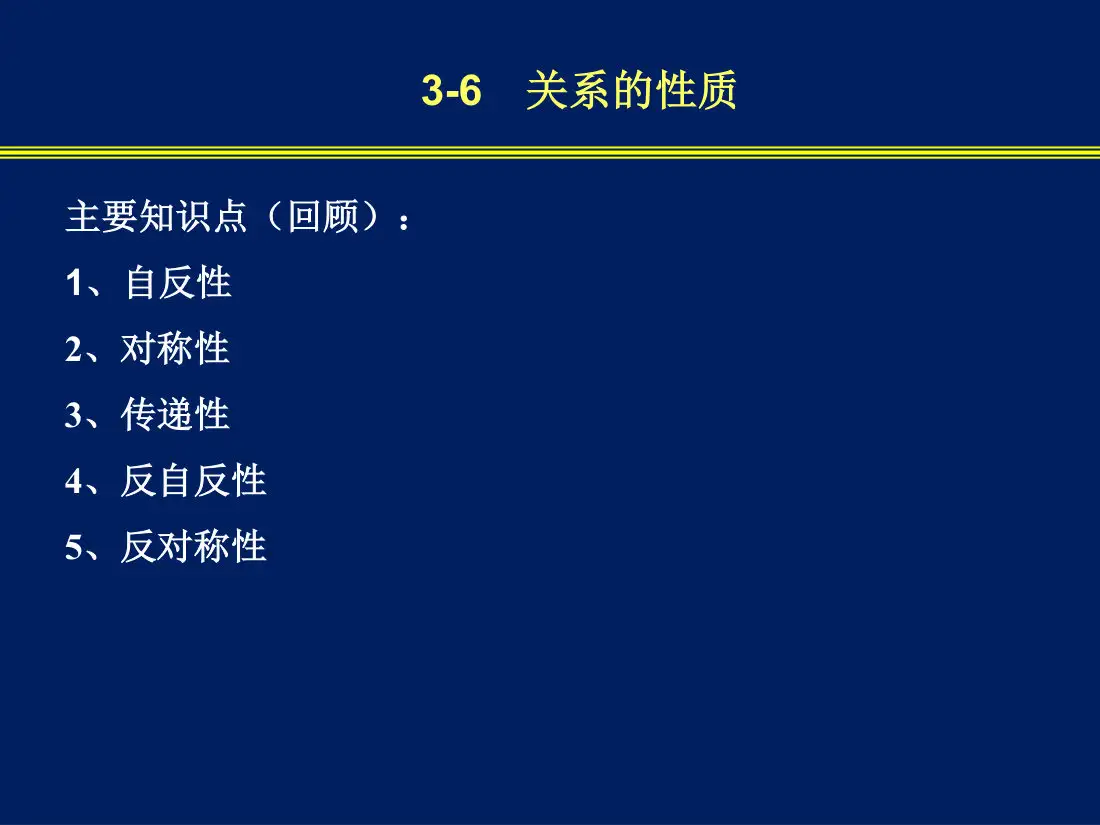 3-6 关系的性质
主要知识点（回顾）：
1、自反性
2、对称性
3、传递性
4、反自反性
5、反对称性